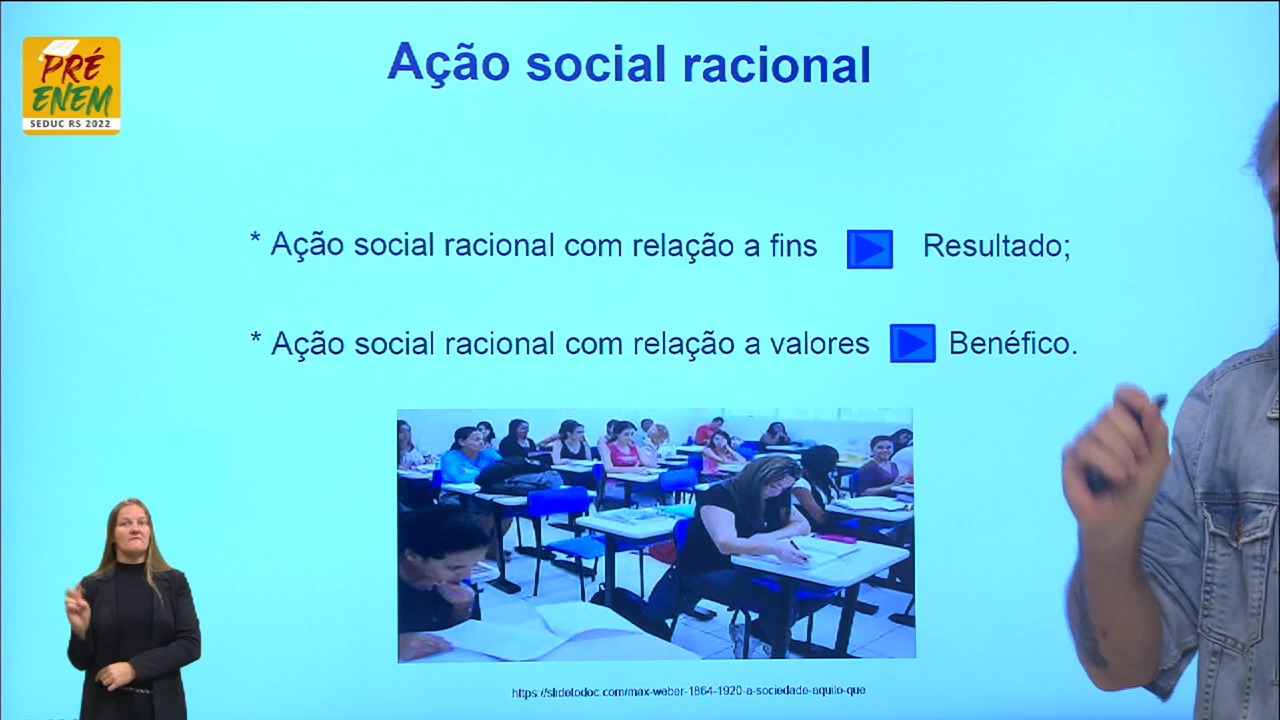 Ação social racional
PRÉ
ENEM
SEDUC RS 2022
* Ação social racional com relação a fins Resultado;
* Ação social racional com relação a valores Benéfico.
https://slidetodoc.com/max-weber-1864-1920-a-sociedade-aquilo-que